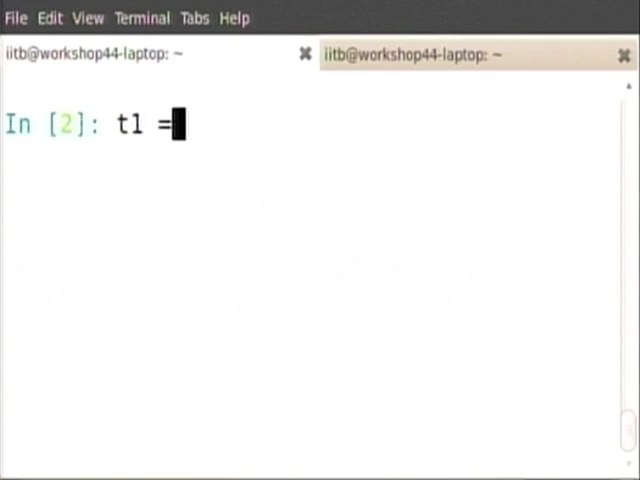 File Edit View Terminal Tabs Help
iitb@workshop44-laptop: ~
iitb@workshop44-laptop: ~
In [2]: t1 =